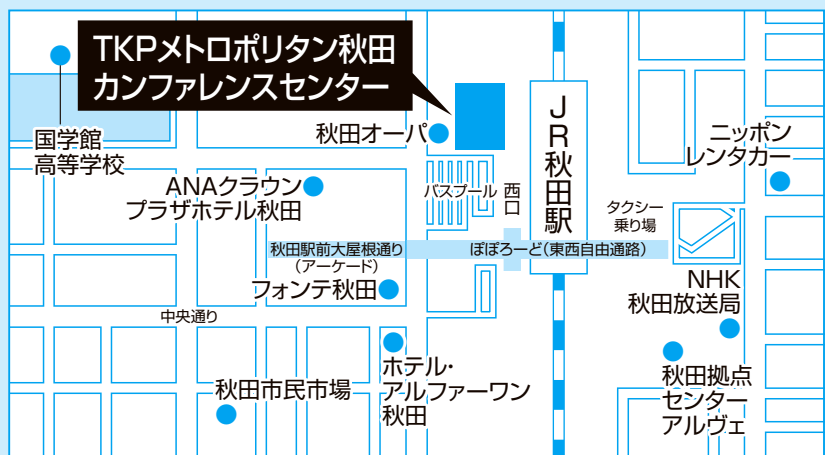 TKPメトロポリタン秋田
カンファレンスセンター
国学館
高等学校
秋田オーパ
ANAクラウン
プラザホテル秋田
バスプール
西口
JR秋田駅
ニッポン
レンタカー
タクシー
乗り場
秋田駅前大屋根通り
(アーケード)
ぽぽろーど(東西自由通路)
フォンテ秋田
NHK
秋田放送局
中央通り
ホテル・
アルファーワン
秋田
秋田市民市場
秋田拠点
センター
アルヴェ